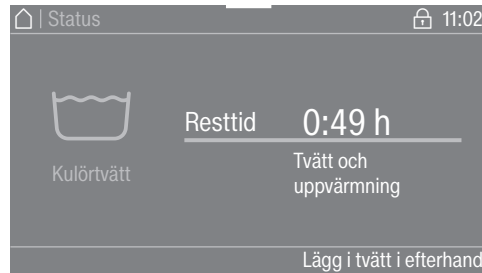 | Status
11:02
Resttid 0:49 h
Kulörtvätt
Tvätt och
uppvärmning
Lägg i tvätt i efterhand